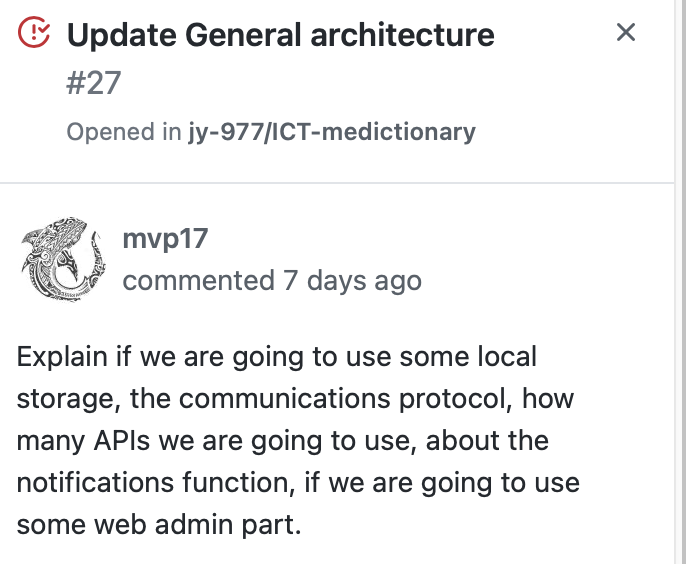 Update General architecture
#27
Opened in jy-977/ICT-medictionary
mvp17
commented 7 days ago
Explain if we are going to use some local
storage, the communications protocol, how
many APIs we are going to use, about the
notifications function, if we are going to use
some web admin part.